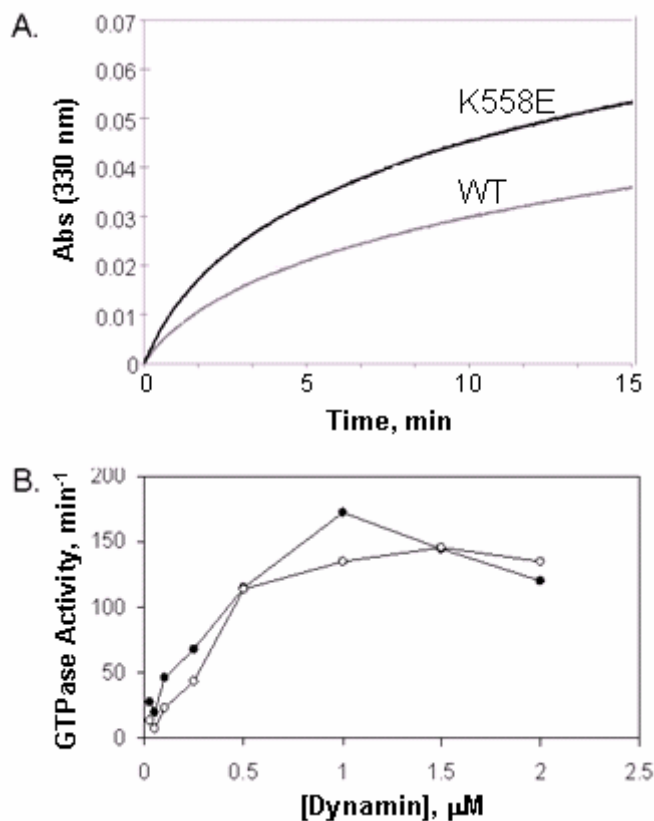 A.
Abs (330 nm)
0.07
0.06
0.05
0.04
0.03
0.02
0.01
0
K558E
WT
0 5 10 15
Time, min
B.
GTPase Activity, min-1
200
150
100
50
0
0 0.5 1 1.5 2 2.5
[Dynamin], µM